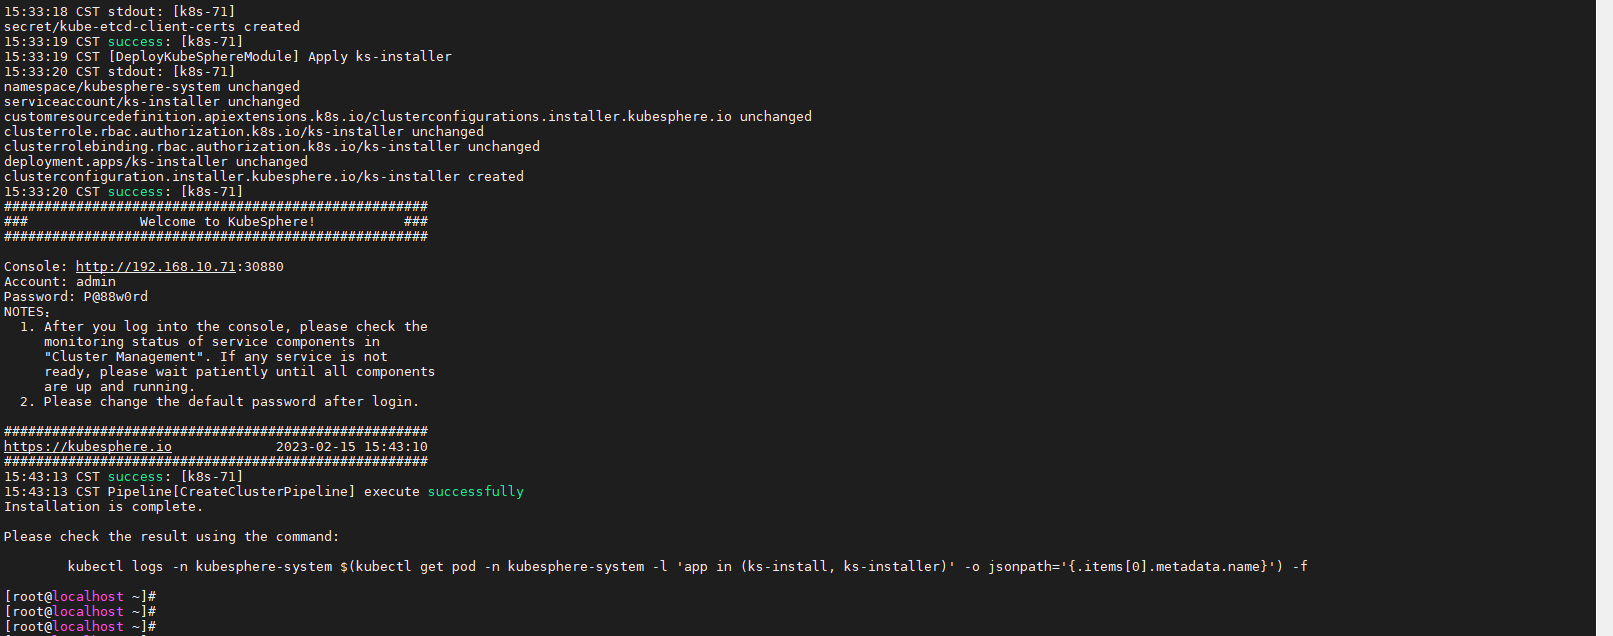 15:33:18 CST stdout: [k8s-71]
secret/kube-etcd-client-certs created
15:33:19 CST success: [k8s-71]
15:33:19 CST [DeployKubeSphereModule] Apply ks-installer
15:33:20 CST stdout: [k8s-71]
namespace/kubesphere-system unchanged
serviceaccount/ks-installer unchanged
customresourcedefinition.apiextensions.k8s.io/clusterconfigurations.installer.kubesphere.io unchanged
clusterrole.rbac.authorization.k8s.io/ks-installer unchanged
clusterrolebinding.rbac.authorization.k8s.io/ks-installer unchanged
deployment.apps/ks-installer unchanged
clusterconfiguration.installer.kubesphere.io/ks-installer created
15:33:20 CST success: [k8s-71]
#####################################################
###              Welcome to KubeSphere!           ###
#####################################################
Console: http://192.168.10.71:30880
Account: admin
Password: P@88w0rd
NOTES：
  1. After you log into the console, please check the
     monitoring status of service components in
     "Cluster Management". If any service is not
     ready, please wait patiently until all components
     are up and running.
  2. Please change the default password after login.
#####################################################
https://kubesphere.io             2023-02-15 15:43:10
#####################################################
15:43:13 CST success: [k8s-71]
15:43:13 CST Pipeline[CreateClusterPipeline] execute successfully
Installation is complete.
Please check the result using the command:
        kubectl logs -n kubesphere-system $(kubectl get pod -n kubesphere-system -l 'app in (ks-install, ks-installer)' -o jsonpath='{.items[0].metadata.name}') -f
[root@localhost ~]#
[root@localhost ~]#
[root@localhost ~]#